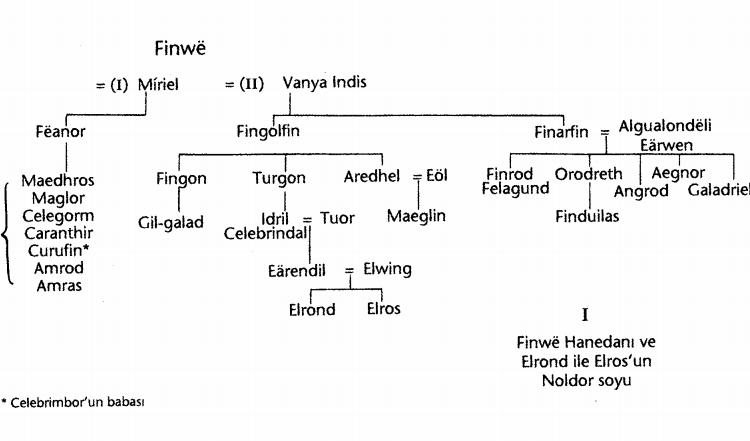 Finwë
= (I) Míriel = (II) Vanya Indis
Fëanor Fingolfin Finarfin = Algualondëli
Eärwen
Maedhros Fingon Turgon Aredhel = Eöl Finrod Orodreth Aegnor
Maglor Felagund Angrod Galadriel
Celegorm Gil-galad Idril = Tuor Maeglin Finduilas
Caranthir Celebrindal
Curufin*
Amrod Eärendil = Elwing
Amras
Elrond Elros
I
Finwë Hanedanı ve
Elrond ile Elros'un
Noldor soyu
* Celebrimbor'un babası